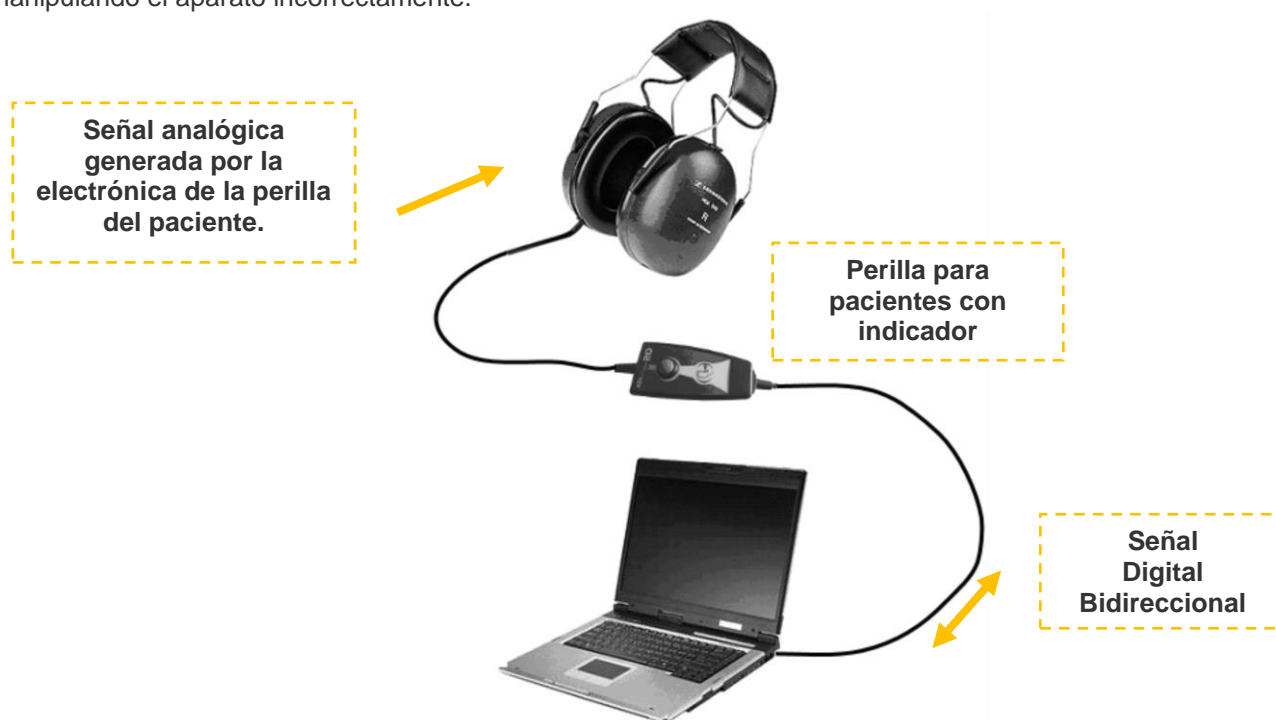 anipulando el aparato incorrectamente.
Señal analógica
generada por la
electrónica de la perilla
del paciente.
Perilla para
pacientes con
indicador
Señal
Digital
Bidireccional
R